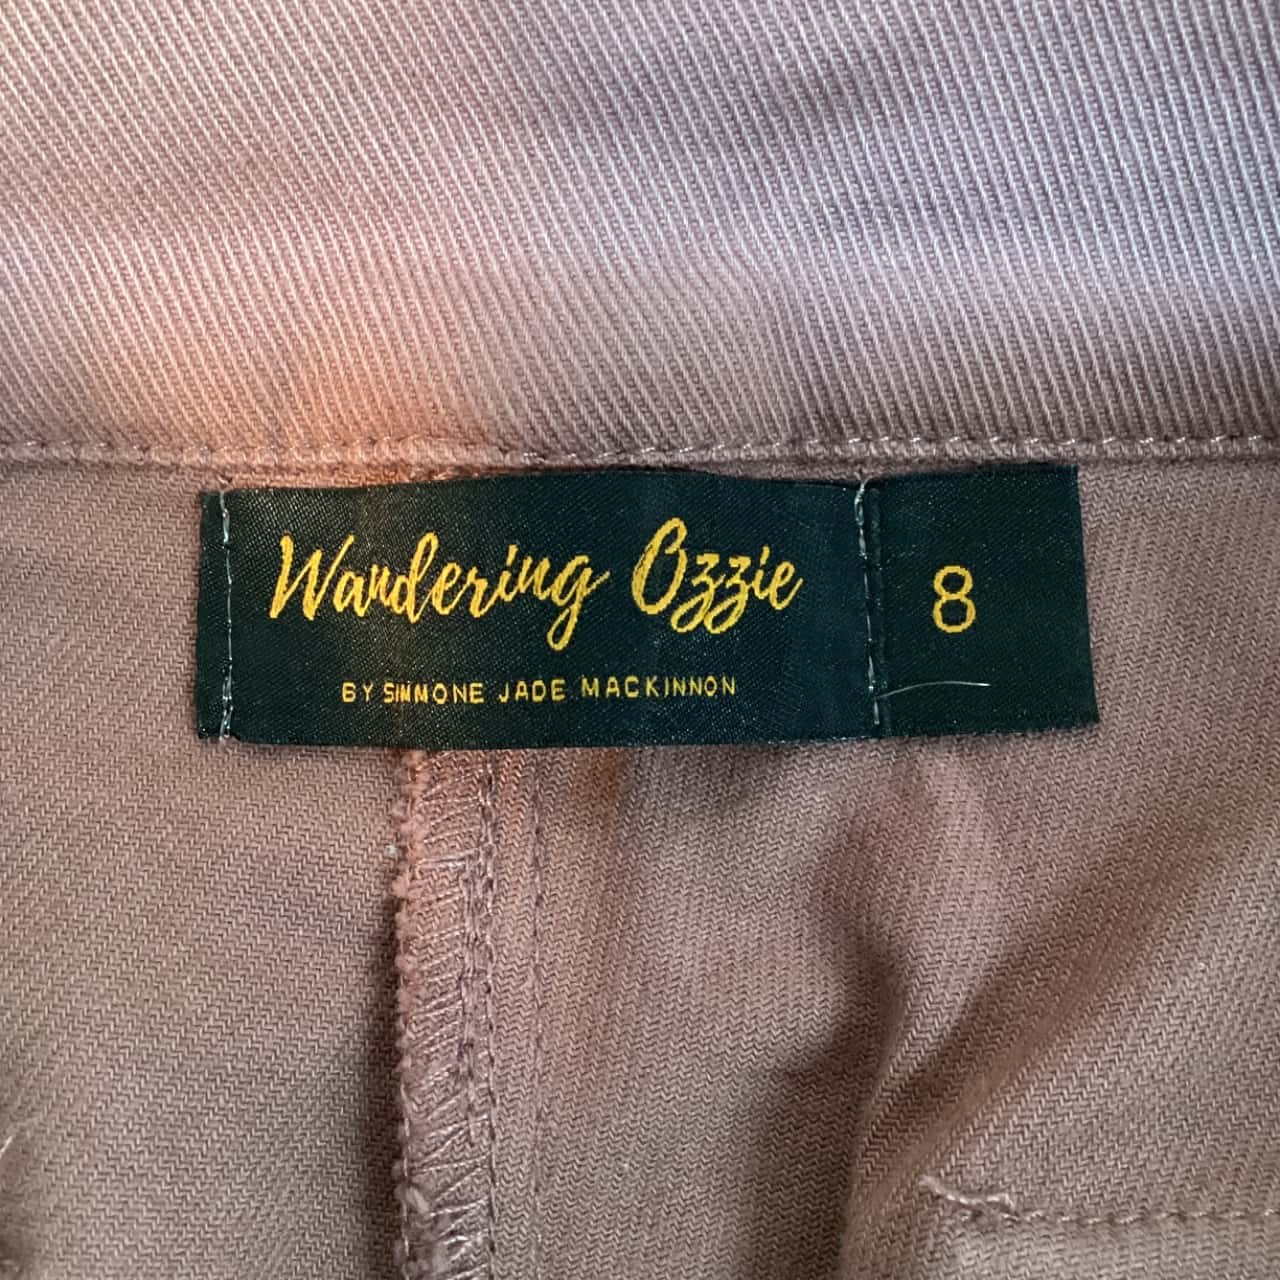 Wandering Ozzie
BY SIMMONE JADE MACKINNON
8